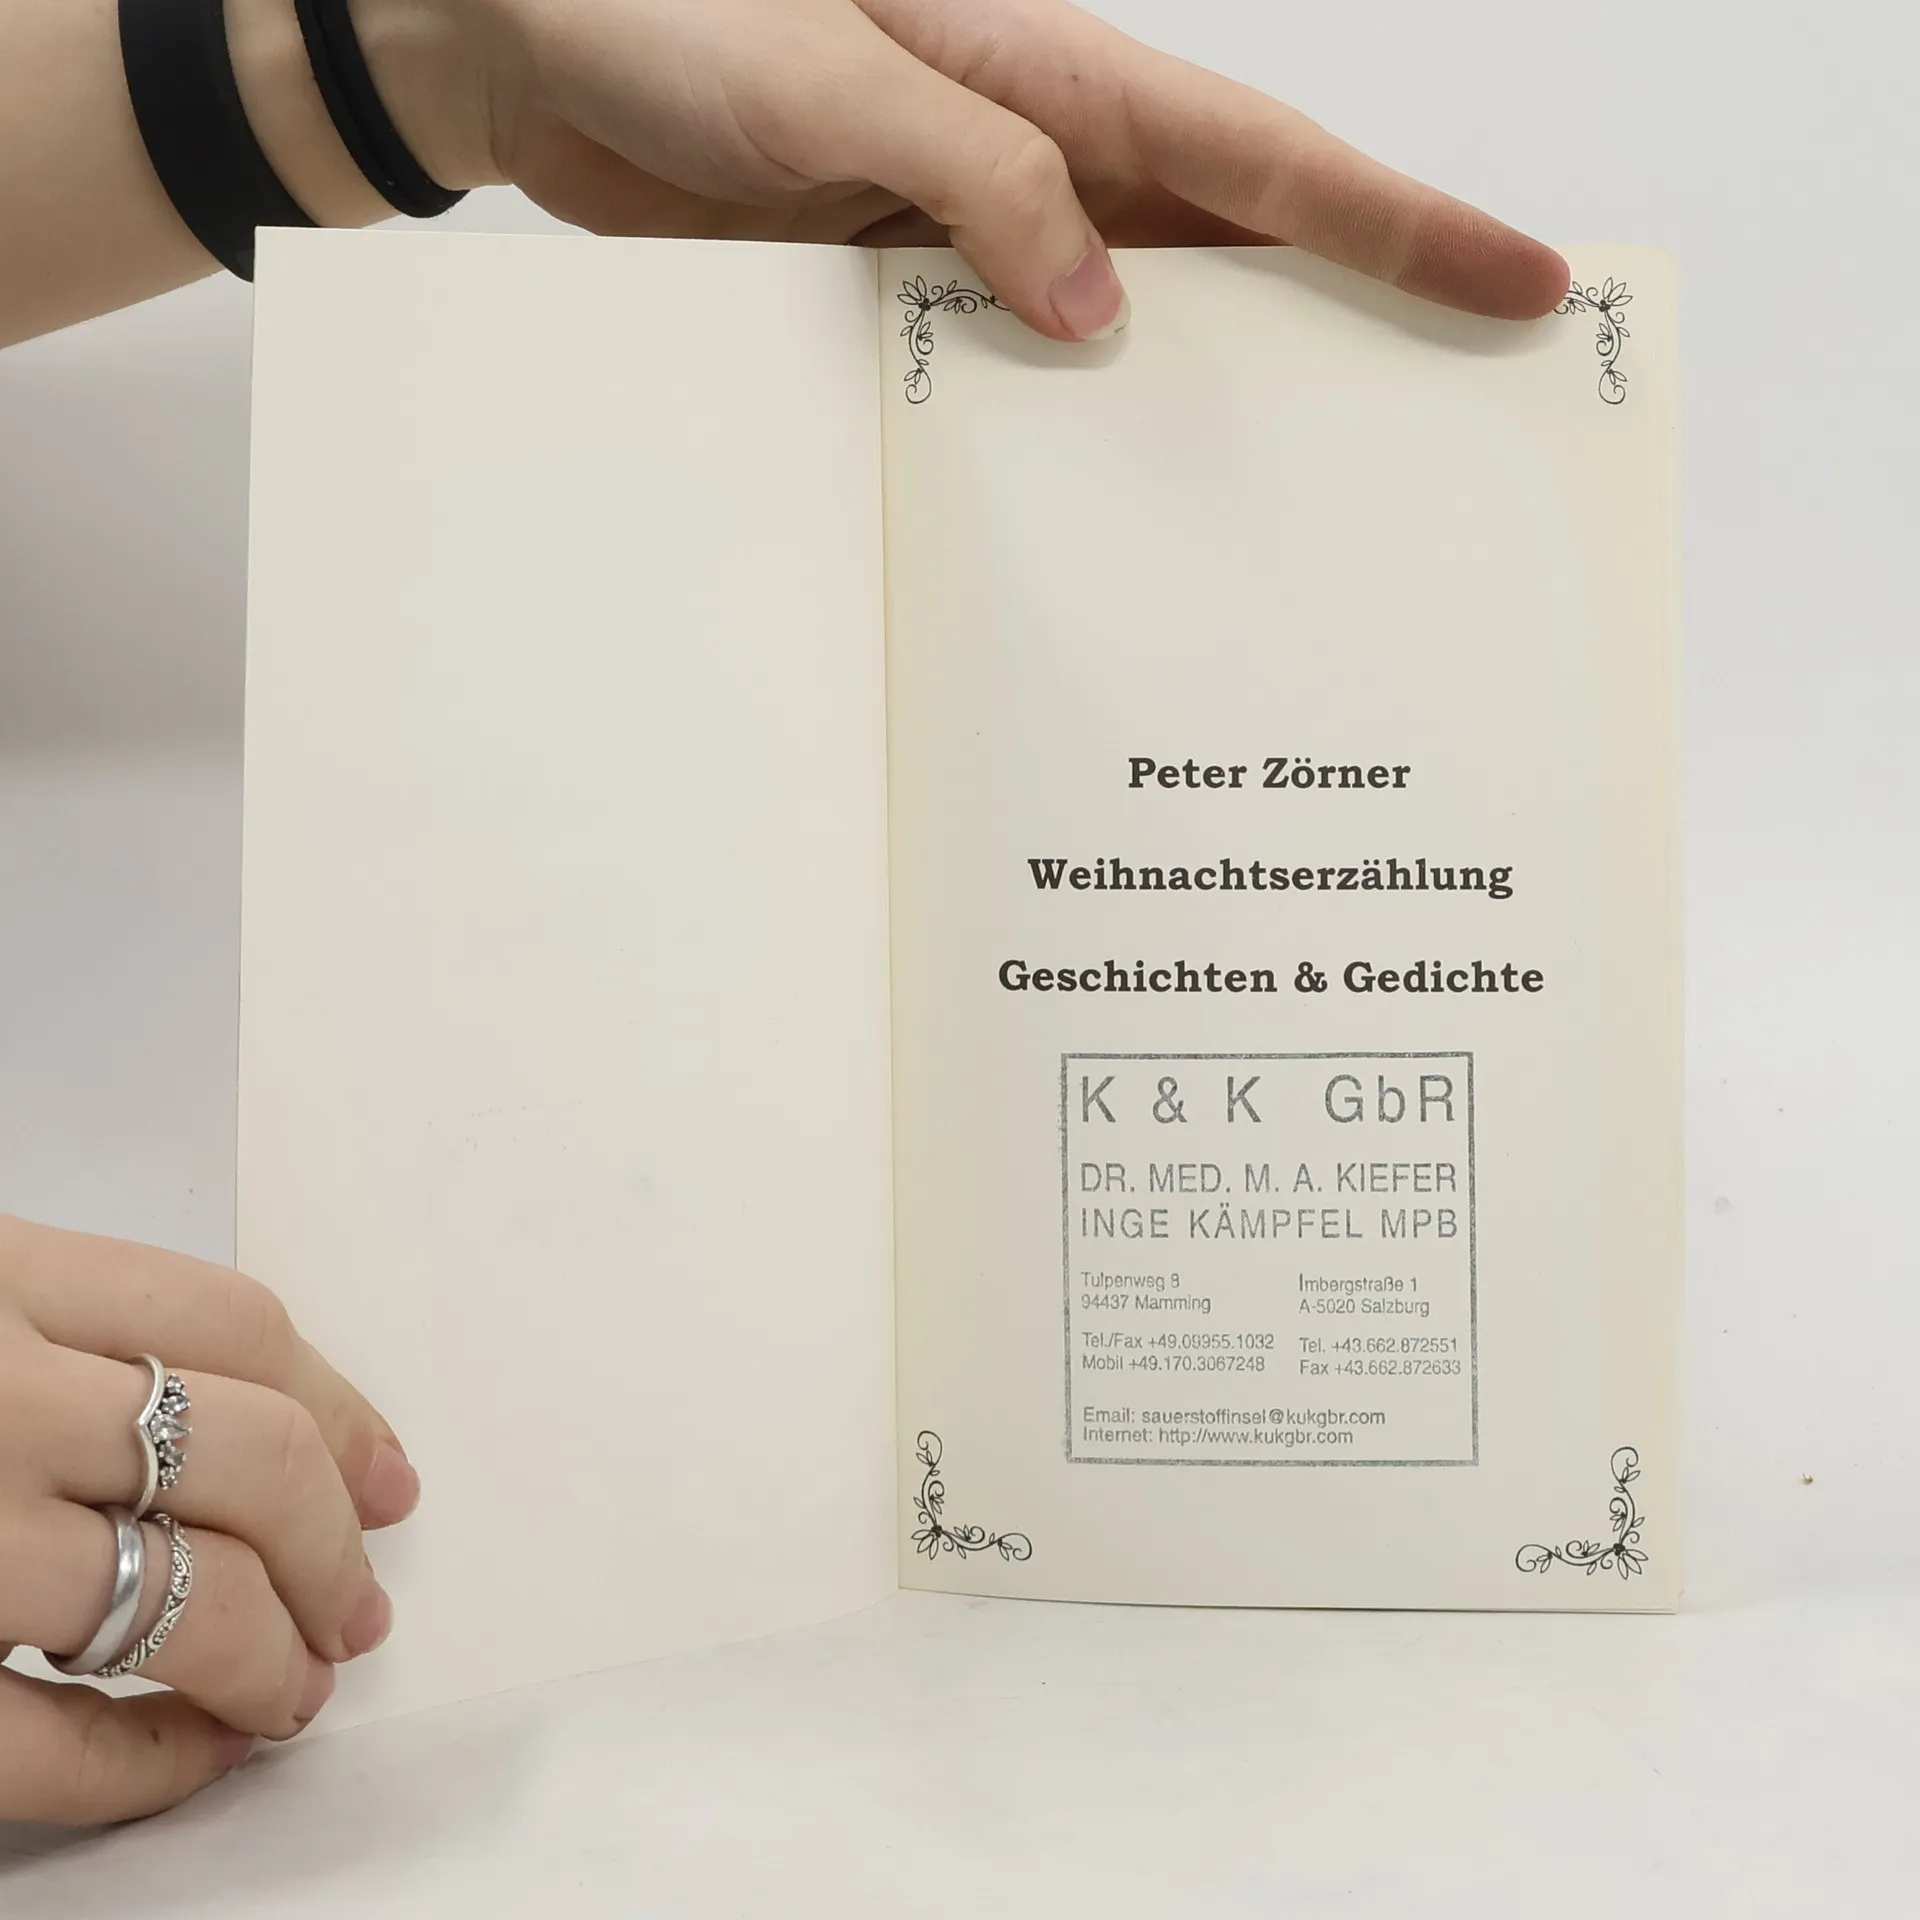 Peter Zörner
Weihnachtserzählung
Geschichten & Gedichte
K & K GbR
DR. MED. M. A. KIEFER
INGE KÄMPFEL MPB
Tulpenweg 8
94437 Mamming
Imbergstraße 1
A-5020 Salzburg
Tel./Fax +49.09955.1032
Mobil +49.170.3067248
Tel. +43.662.872551
Fax +43.662.872633
Email: sauerstoffinsel@kukgbr.com
Internet: http://www.kukgbr.com